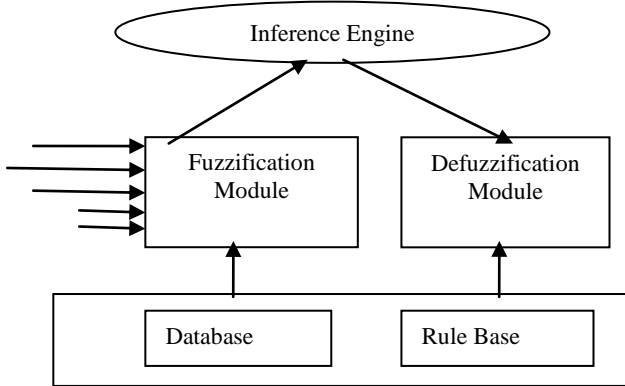 Inference Engine
Fuzzification
Module
Defuzzification
Module
Database
Rule Base